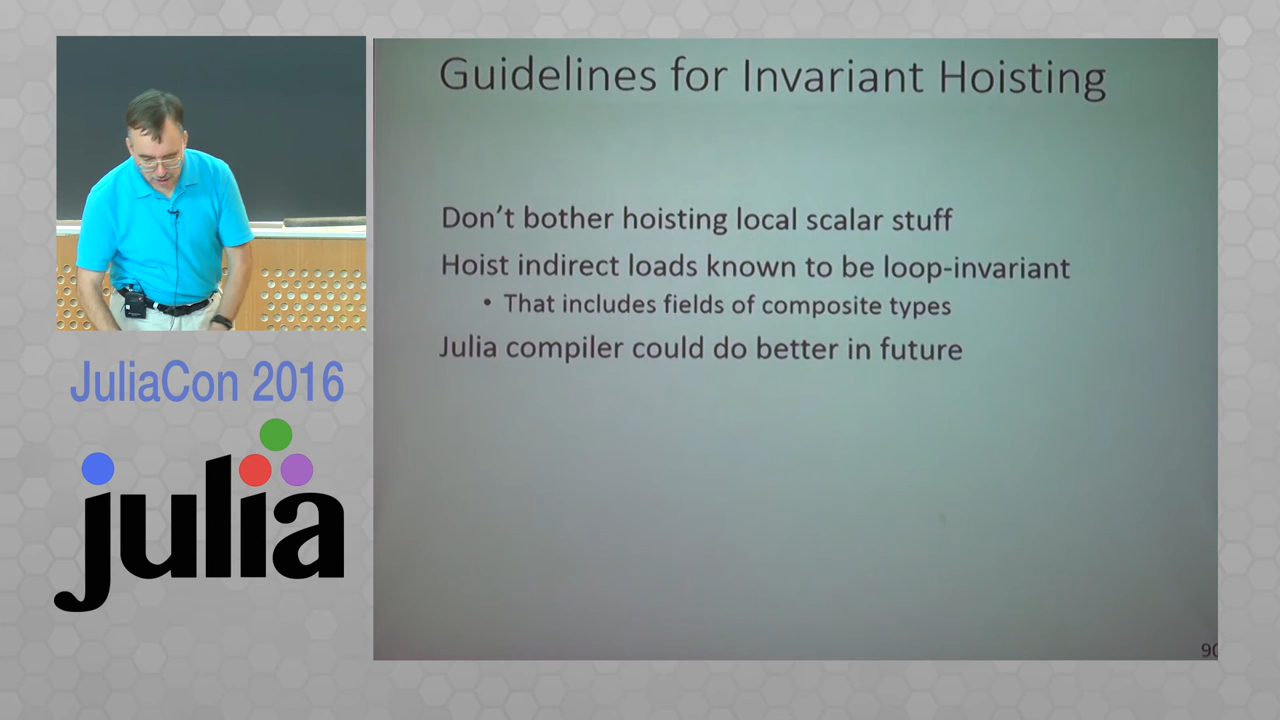 Guidelines for Invariant Hoisting
Don't bother hoisting local scalar stuff
Hoist indirect loads known to be loop-invariant
• That includes fields of composite types
Julia compiler could do better in future
90
JuliaCon 2016
julia